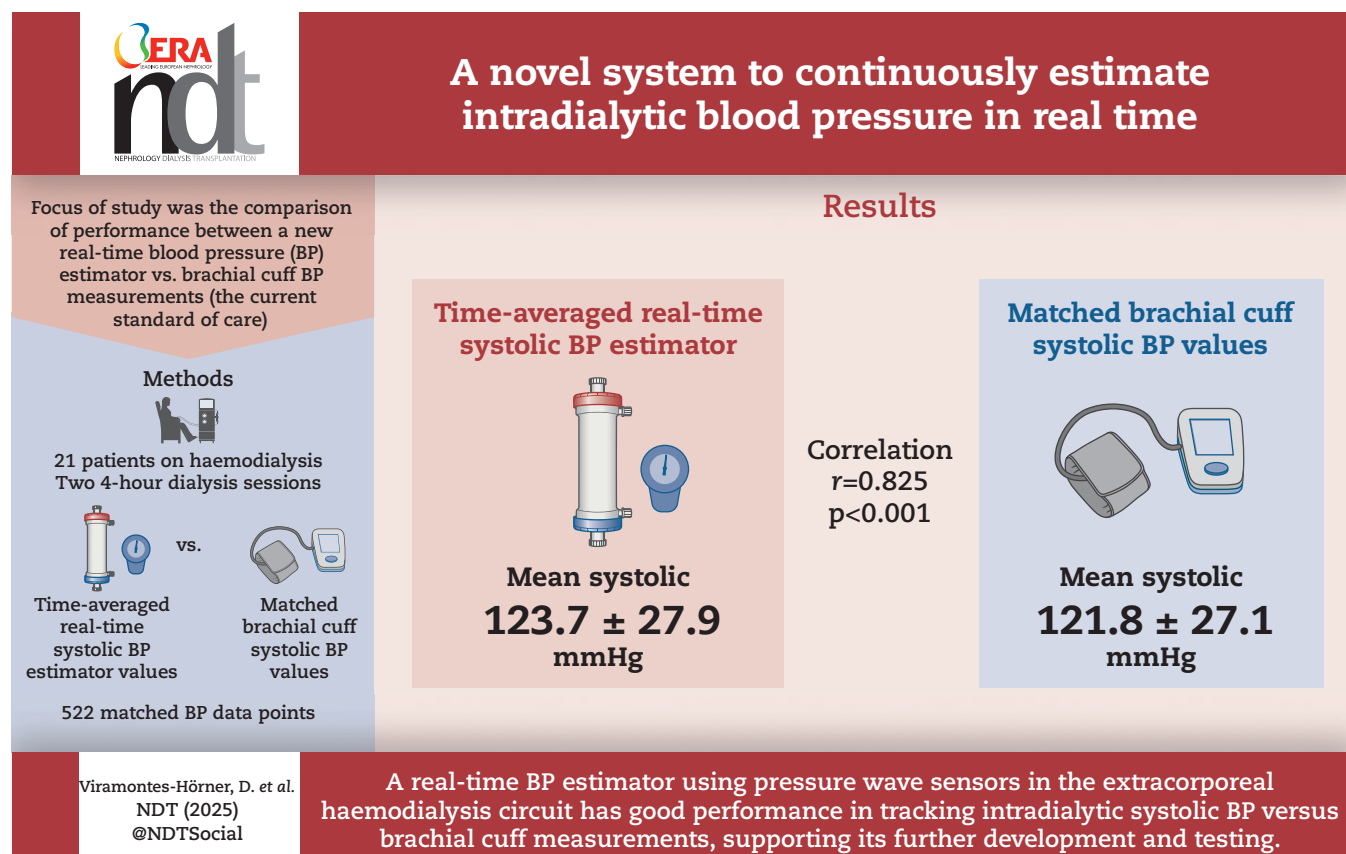 ERA
LEADING EUROPEAN NEPHROLOGY
ndt
NEPHROLOGY DIALYSIS TRANSPLANTATION
A novel system to continuously estimate
intradialytic blood pressure in real time
Focus of study was the comparison
of performance between a new
real-time blood pressure (BP)
estimator vs. brachial cuff BP
measurements (the current
standard of care)
Methods
21 patients on haemodialysis
Two 4-hour dialysis sessions
vs.
Time-averaged
real-time
systolic BP
estimator values
Matched
brachial cuff
systolic BP
values
522 matched BP data points
Results
Time-averaged real-time
systolic BP estimator
Mean systolic
123.7 ± 27.9
mmHg
Correlation
r=0.825
p<0.001
Matched brachial cuff
systolic BP values
Mean systolic
121.8 ± 27.1
mmHg
Viramontes-Hörner, D. et al.
NDT (2025)
@NDTSocial
A real-time BP estimator using pressure wave sensors in the extracorporeal
haemodialysis circuit has good performance in tracking intradialytic systolic BP versus
brachial cuff measurements, supporting its further development and testing.